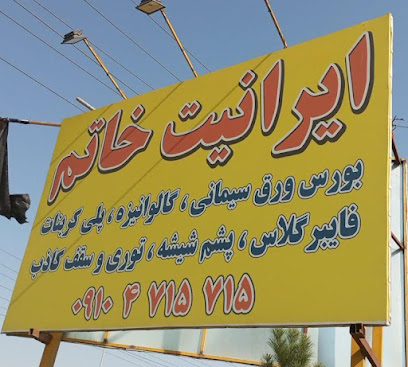 ایرانیت خاتم
بورس ورق سیمانی، گالوانیزه، پلی کربنات
فایبرگلاس، پشم شیشه، توری و سقف کاذب
۰۹۱۰ ۴ ۷۱۵ ۷۱۵